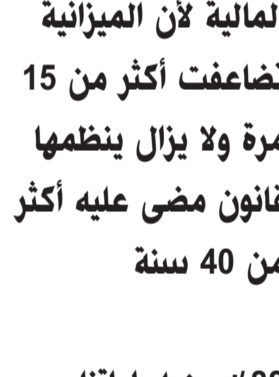 المالية لأن الميزانية
تضاعفت أكثر من 15
مرة ولا يزال ينظمها
قانون مضى عليه أكثر
من 40 سنة